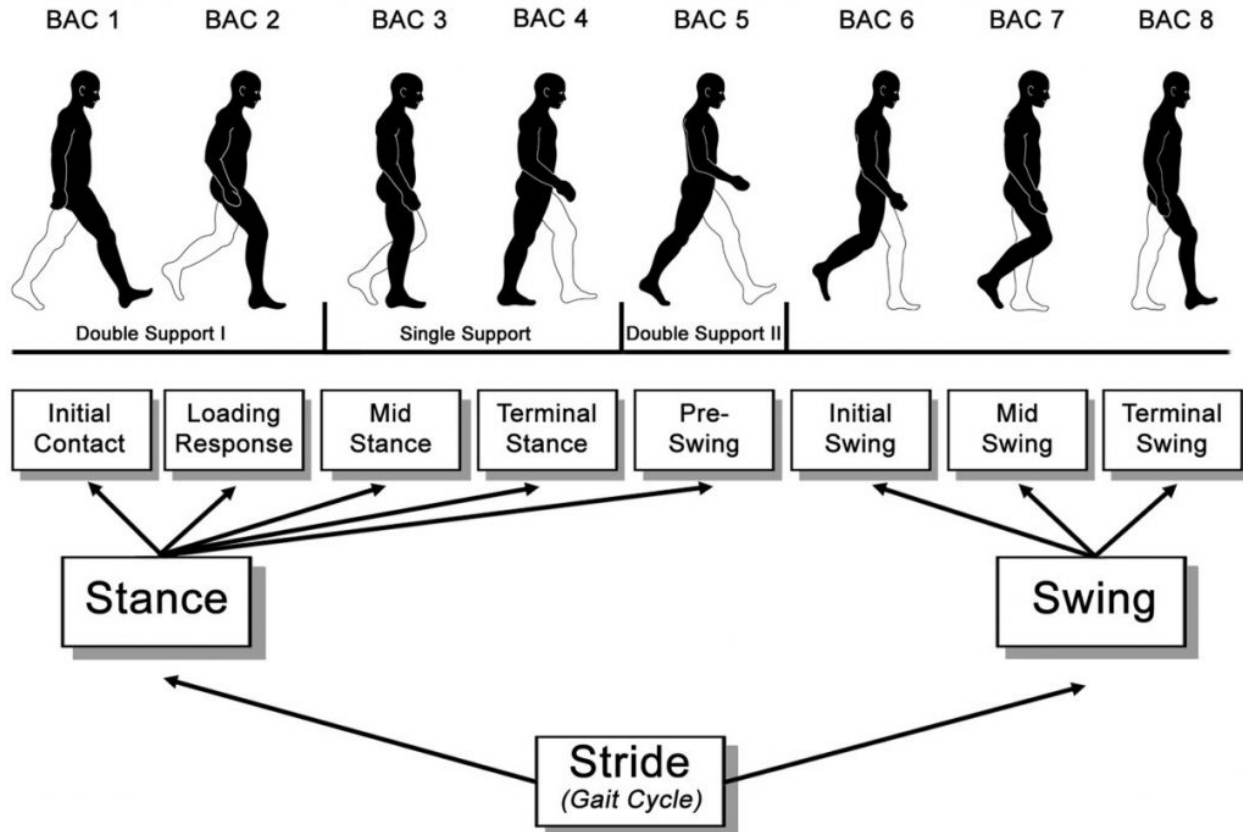 BAC 1 BAC 2 BAC 3 BAC 4 BAC 5 BAC 6 BAC 7 BAC 8
Double Support I Single Support Double Support II
Initial Contact
Loading Response
Mid Stance
Terminal Stance
Pre-Swing
Initial Swing
Mid Swing
Terminal Swing
Stance Swing
Stride
(Gait Cycle)